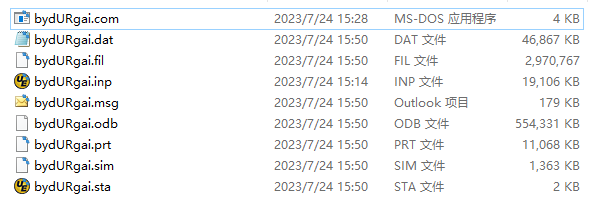 bydURgai.com 2023/7/24 15:28 MS-DOS 应用程序 4 KB
bydURgai.dat 2023/7/24 15:50 DAT 文件 46,867 KB
bydURgai.fil 2023/7/24 15:50 FIL 文件 2,970,767
bydURgai.inp 2023/7/24 15:14 INP 文件 19,106 KB
bydURgai.msg 2023/7/24 15:50 Outlook 项目 179 KB
bydURgai.odb 2023/7/24 15:50 ODB 文件 554,331 KB
bydURgai.prt 2023/7/24 15:50 PRT 文件 11,068 KB
bydURgai.sim 2023/7/24 15:50 SIM 文件 1,363 KB
bydURgai.sta 2023/7/24 15:50 STA 文件 2 KB